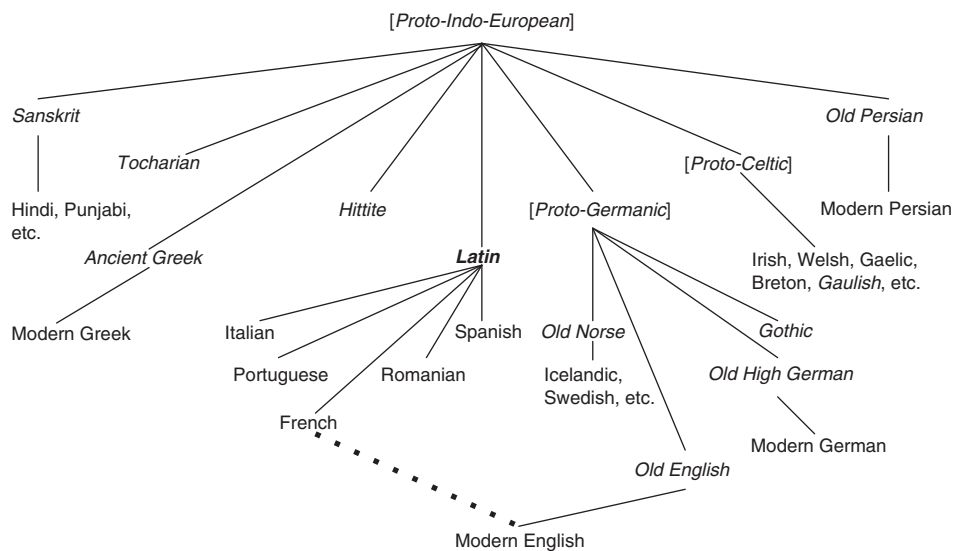 [Proto-Indo-European]
Sanskrit
Old Persian
Tocharian
[Proto-Celtic]
Hindi, Punjabi,
etc.
Hittite
[Proto-Germanic]
Modern Persian
Ancient Greek
Latin
Irish, Welsh, Gaelic,
Breton, Gaulish, etc.
Modern Greek
Italian
Spanish
Old Norse
Gothic
Portuguese
Romanian
Icelandic,
Swedish, etc.
Old High German
French
Modern German
Old English
Modern English